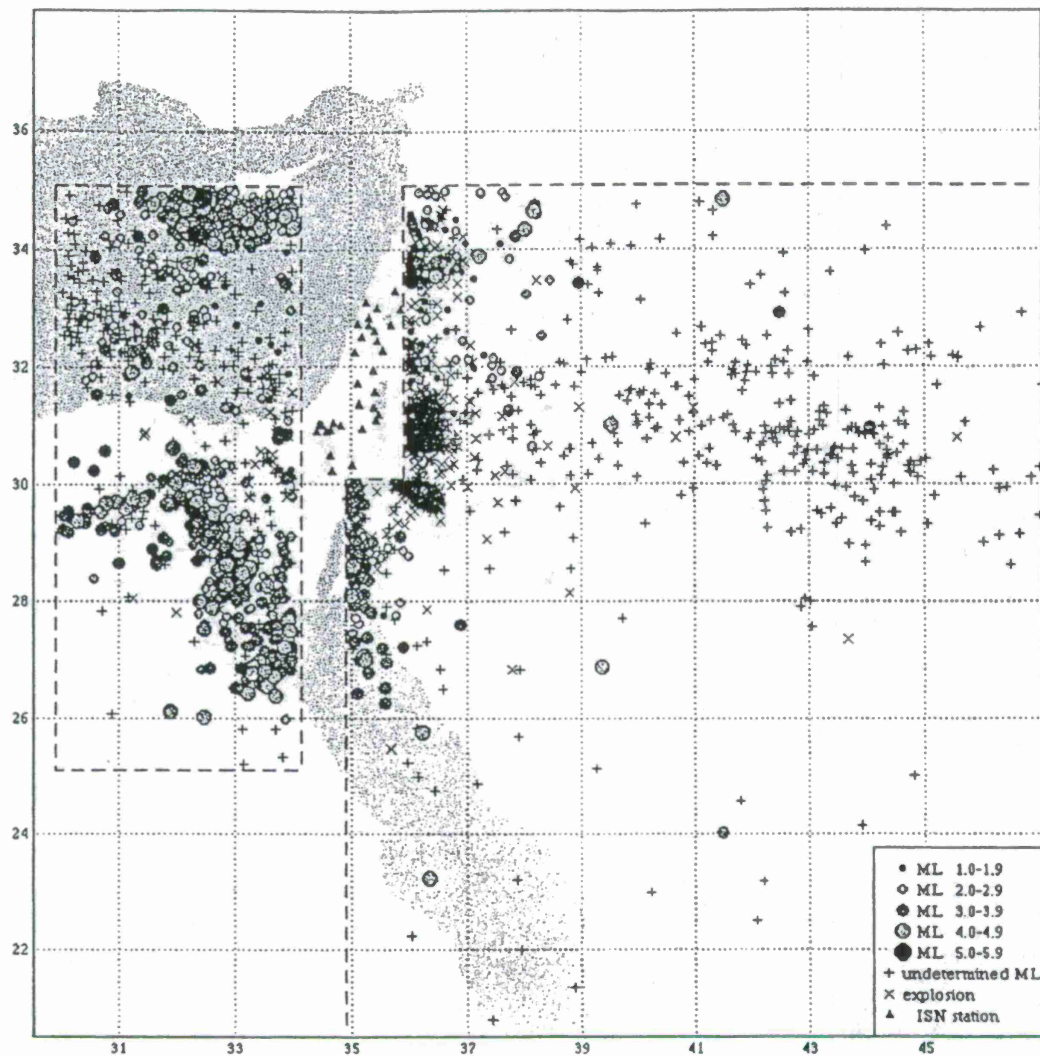 36
34
32
30
28
26
24
22
31 33 35 37 39 41 43 45
ML 1.0-1.9
ML 2.0-2.9
ML 3.0-3.9
ML 4.0-4.9
ML 5.0-5.9
undetermined ML
explosion
ISN station